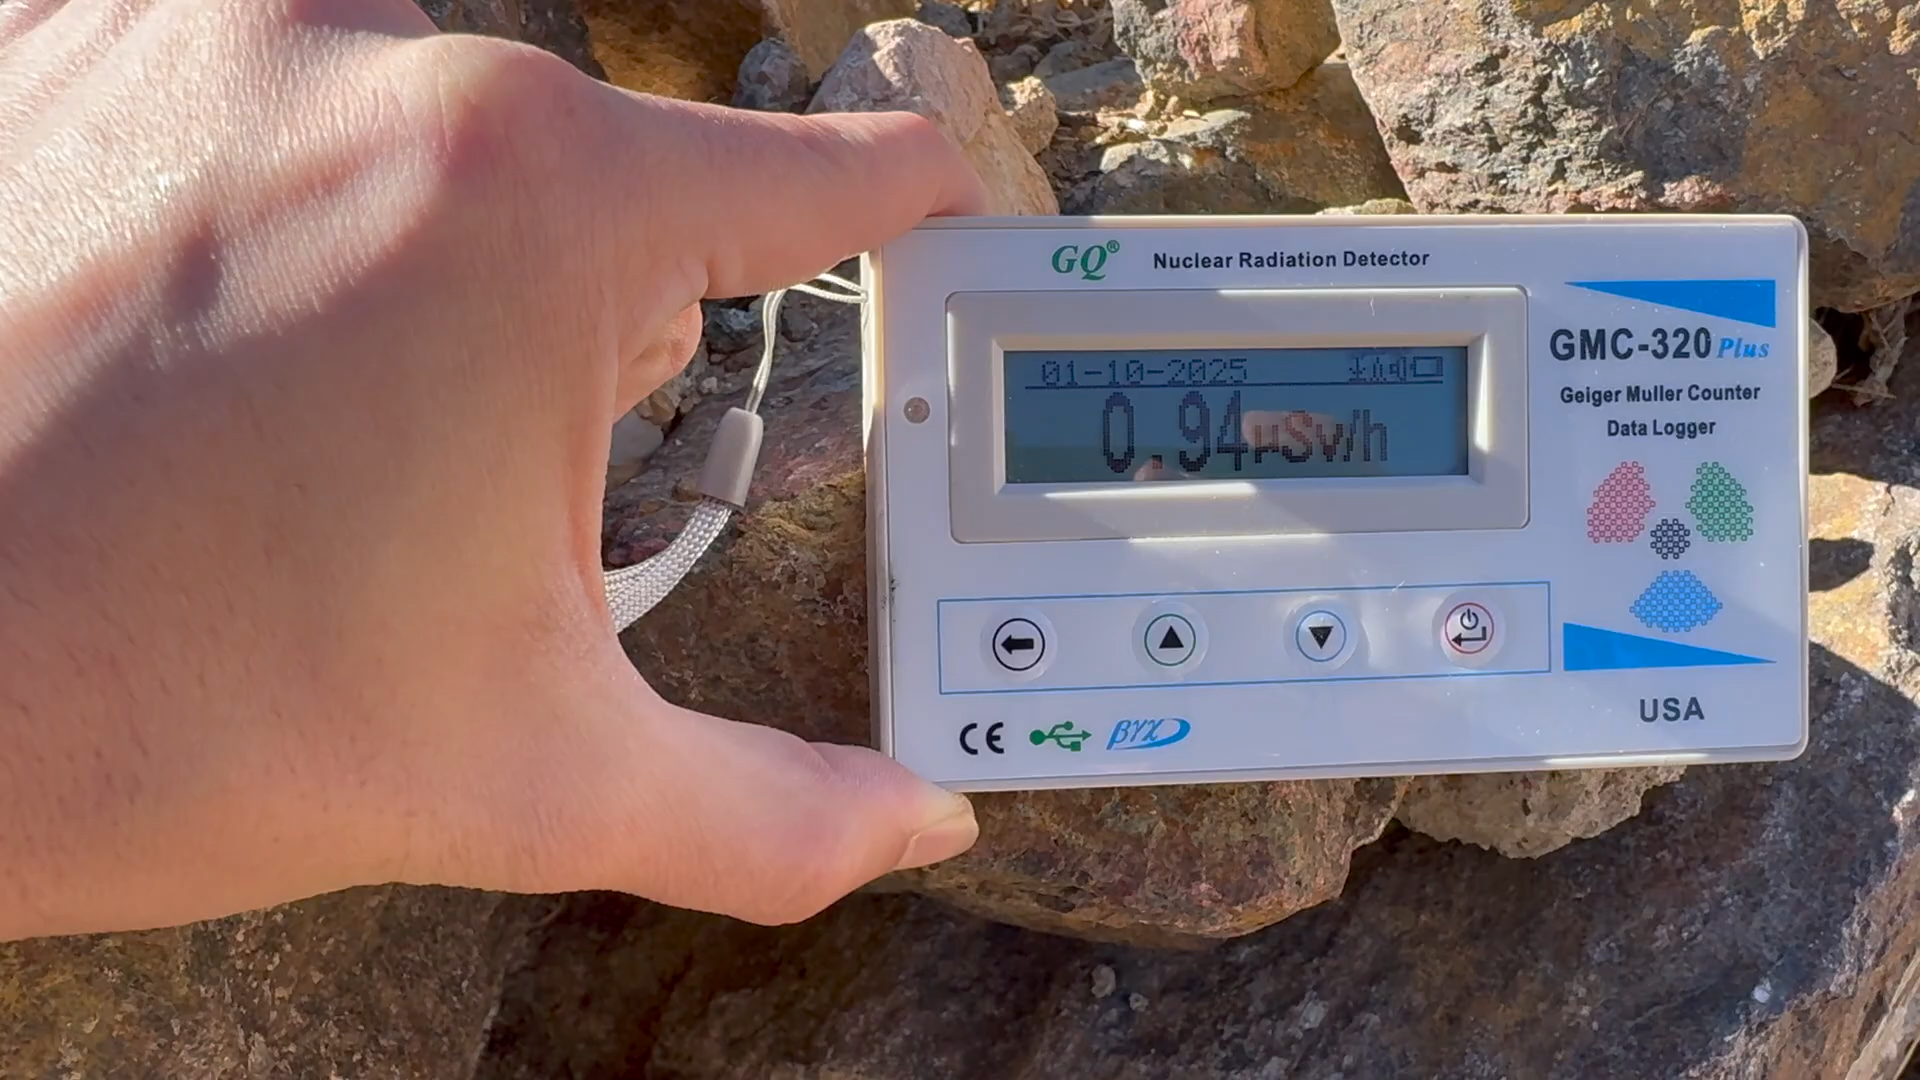 GQ® Nuclear Radiation Detector
01-10-2025
0.94µSv/h
GMC-320 Plus
Geiger Muller Counter
Data Logger
CE βγχ
USA